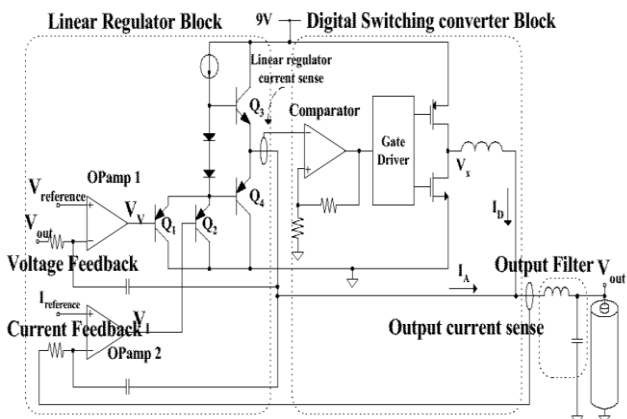 Linear Regulator Block
9V
Digital Switching converter Block
Linear regulator
current sense
Q3
Comparator
Gate
Driver
Vx
OPamp 1
Vreference
VV
Vout
Q1
Q2
Q4
ID
Voltage Feedback
IA
Output Filter
Vout
Ireference
Current Feedback
VI
OPamp 2
Output current sense